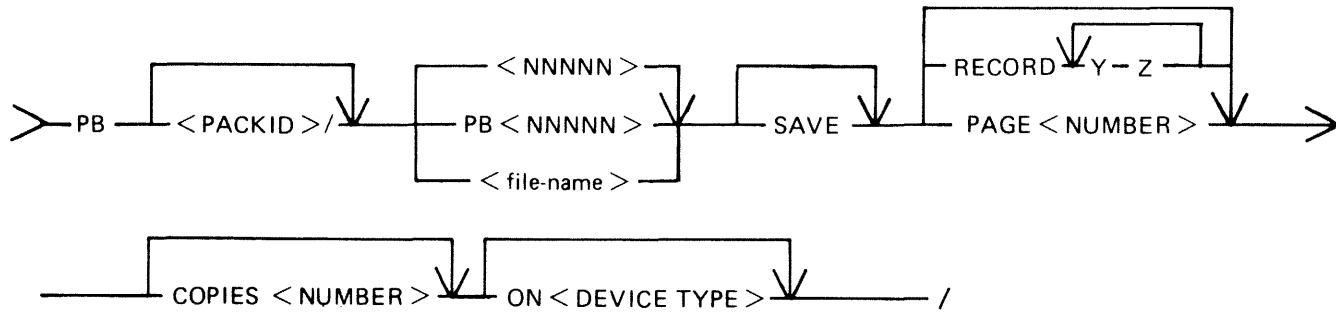 <NNNNN>
RECORD Y-Z
PB <PACKID>/ PB<NNNNN> SAVE PAGE<NUMBER>
<file-name>
COPIES <NUMBER> ON <DEVICE TYPE> /